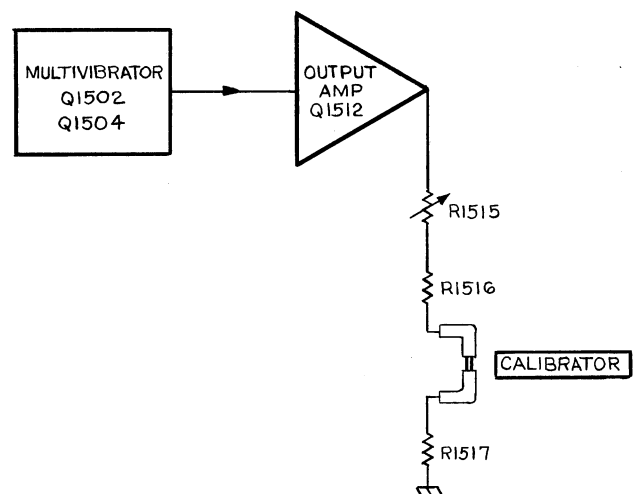 MULTIVIBRATOR
Q1502
Q1504
OUTPUT
AMP
Q1512
R1515
R1516
CALIBRATOR
R1517